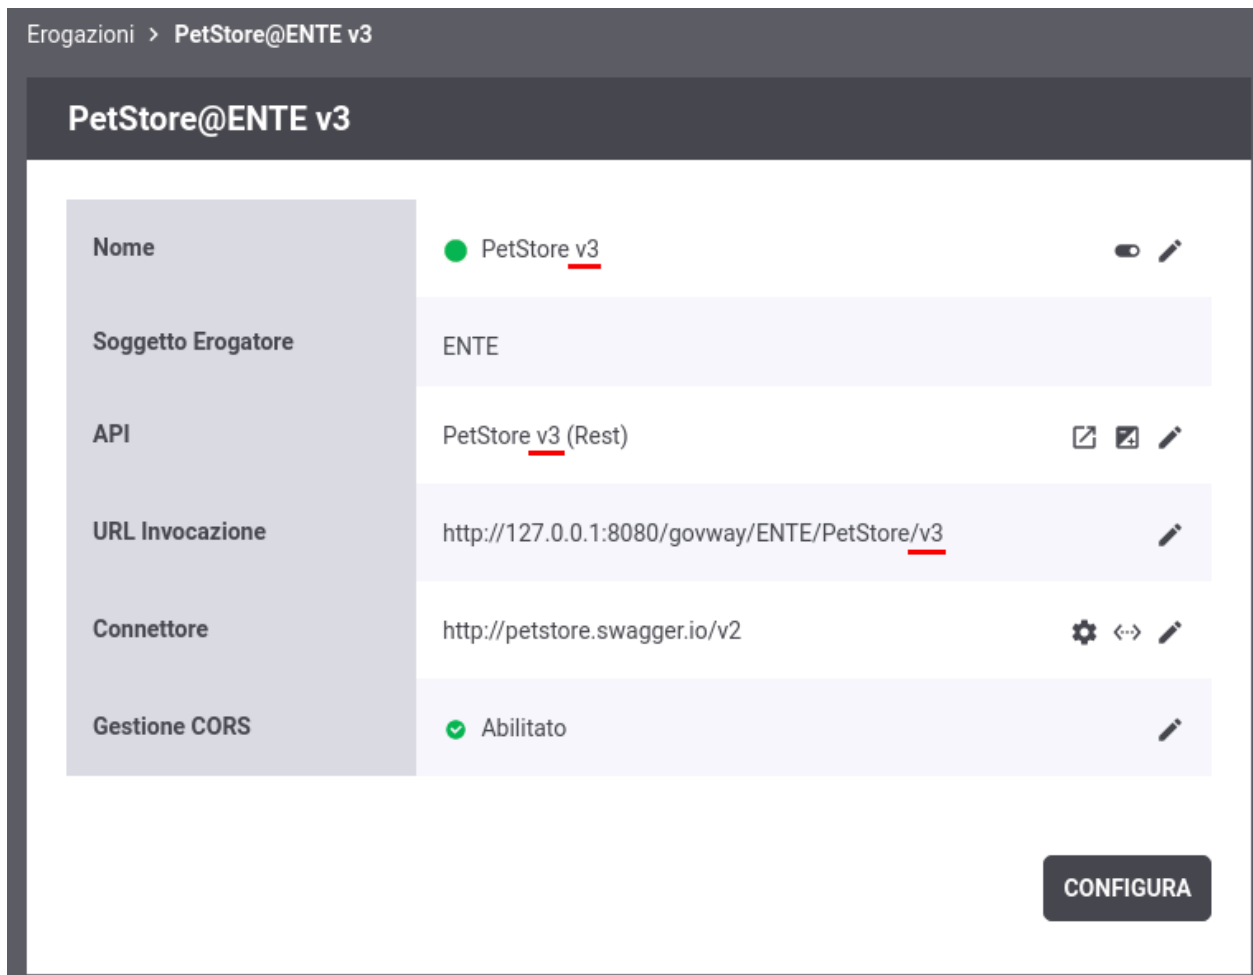 Erogazioni > PetStore@ENTE v3
PetStore@ENTE v3
Nome PetStore v3
Soggetto Erogatore ENTE
API PetStore v3 (Rest)
URL Invocazione http://127.0.0.1:8080/govway/ENTE/PetStore/v3
Connettore http://petstore.swagger.io/v2
Gestione CORS Abilitato
CONFIGURA